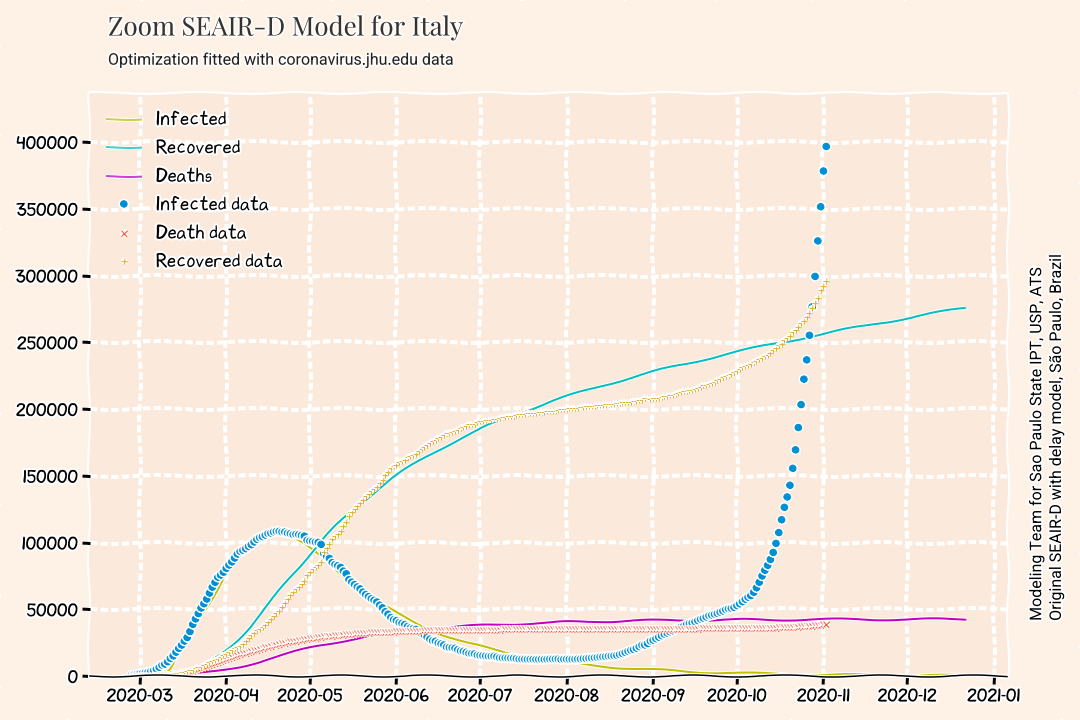 Zoom SEAIR-D Model for Italy
Optimization fitted with coronavirus.jhu.edu data
Infected
Recovered
Deaths
Infected data
Death data
Recovered data
400000
350000
300000
250000
200000
150000
100000
50000
0
2020-03
2020-04
2020-05
2020-06
2020-07
2020-08
2020-09
2020-10
2020-11
2020-12
2021-01
Modeling Team for Sao Paulo State IPT, USP, ATS
Original SEAIR-D with delay model, São Paulo, Brazil